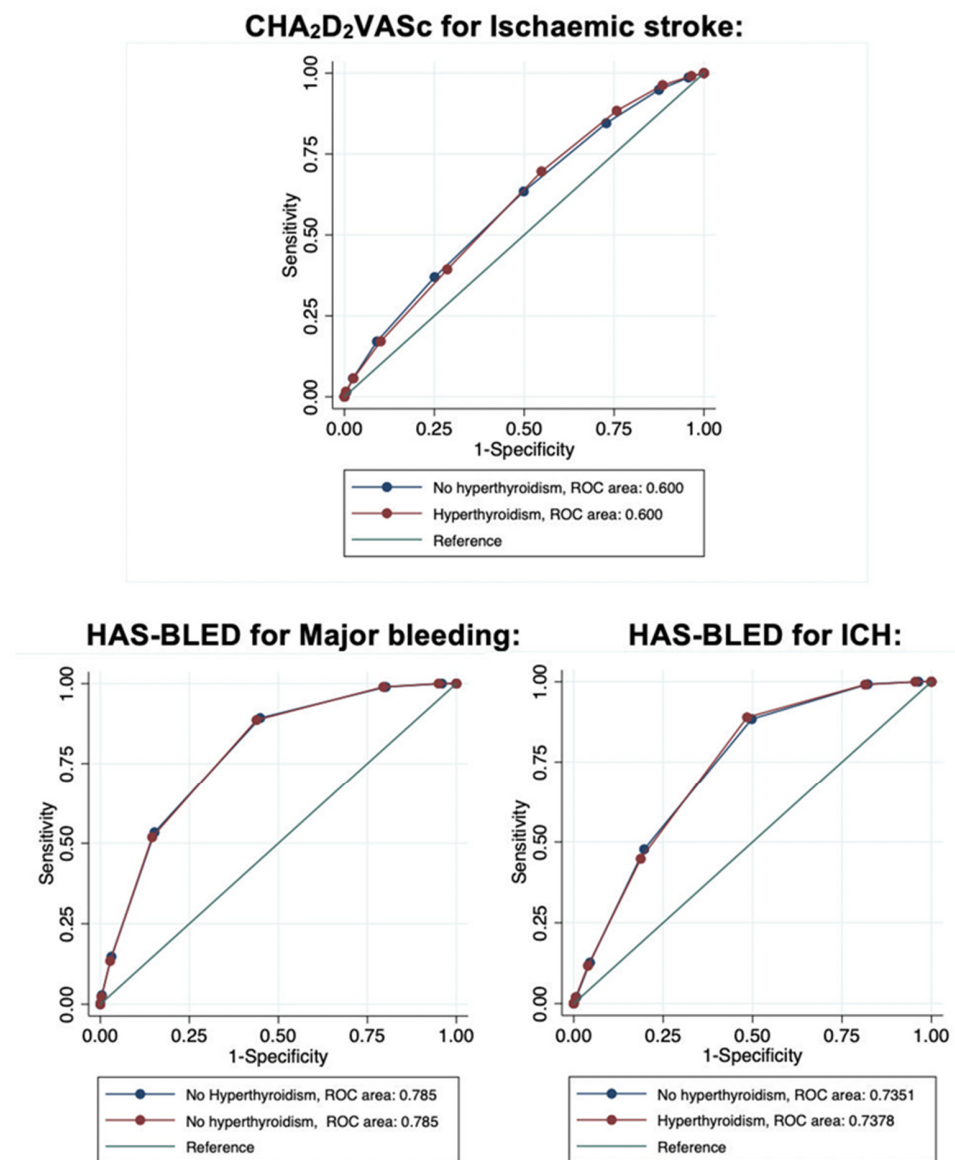 CHA₂D₂VASc for Ischaemic stroke:
1.00
0.75
0.50
0.25
0.00
Sensitivity
0.00 0.25 0.50 0.75 1.00
1-Specificity
No hyperthyroidism, ROC area: 0.600
Hyperthyroidism, ROC area: 0.600
Reference
HAS-BLED for Major bleeding:
1.00
0.75
0.50
0.25
0.00
Sensitivity
0.00 0.25 0.50 0.75 1.00
1-Specificity
No Hyperthyroidism, ROC area: 0.785
No hyperthyroidism, ROC area: 0.785
Reference
HAS-BLED for ICH:
1.00
0.75
0.50
0.25
0.00
Sensitivity
0.00 0.25 0.50 0.75 1.00
1-Specificity
No hyperthyroidism, ROC area: 0.7351
Hyperthyroidism, ROC area: 0.7378
Reference